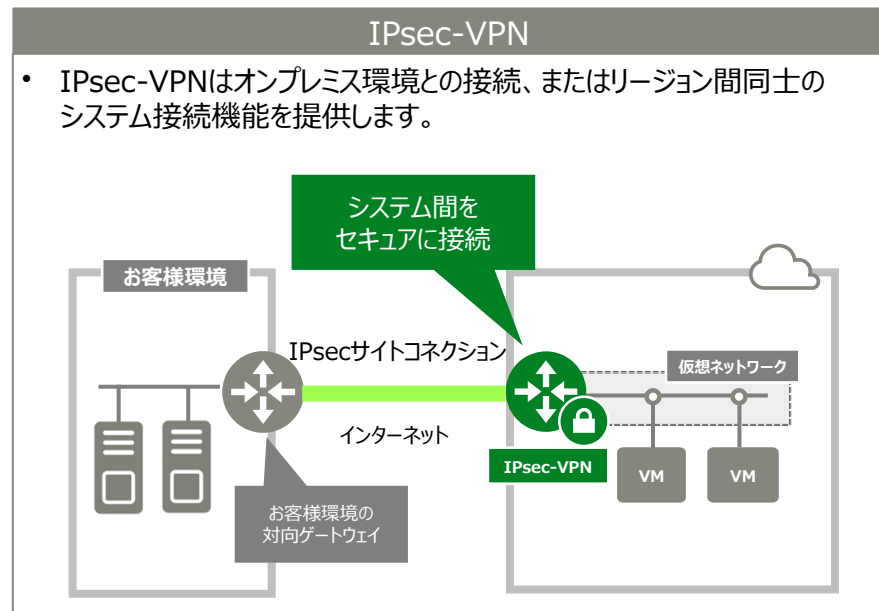 IPsec-VPN
• IPsec-VPNはオンプレミス環境との接続、またはリージョン間同士の
システム接続機能を提供します。
システム間を
セキュアに接続
お客様環境
IPsecサイトコネクション
仮想ネットワーク
インターネット
IPsec-VPN
VM
VM
お客様環境の
対向ゲートウェイ